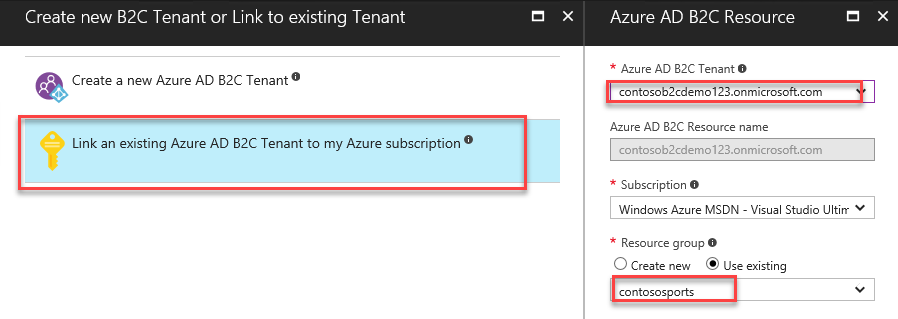 Create new B2C Tenant or Link to existing Tenant
Create a new Azure AD B2C Tenant
Link an existing Azure AD B2C Tenant to my Azure subscription
Azure AD B2C Resource
* Azure AD B2C Tenant
contosob2cdemo123.onmicrosoft.com
Azure AD B2C Resource name
contosob2cdemo123.onmicrosoft.com
* Subscription
Windows Azure MSDN - Visual Studio Ultim
* Resource group
Create new Use existing
contososports